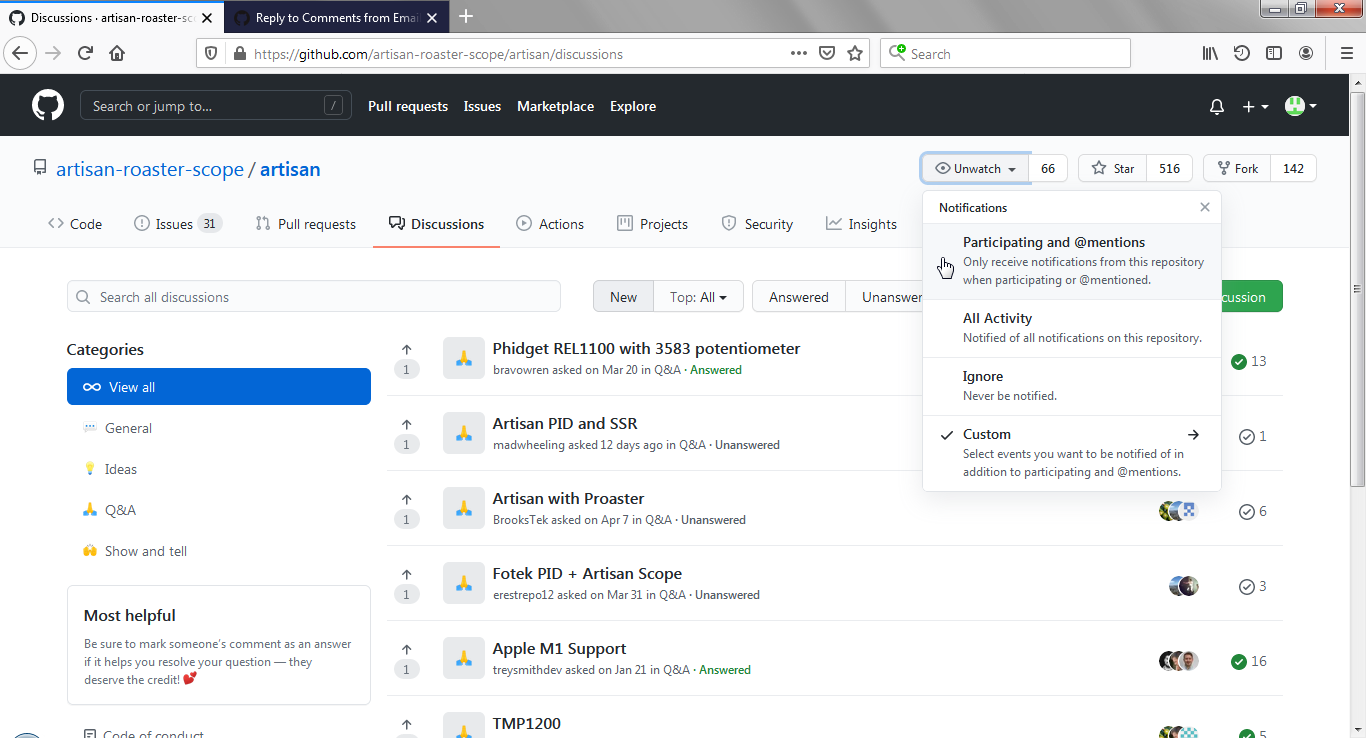 Discussions · artisan-roaster-sc
Reply to Comments from Email
https://github.com/artisan-roaster-scope/artisan/discussions
Search
Search or jump to... /
Pull requests Issues Marketplace Explore
artisan-roaster-scope / artisan
Unwatch 66 Star 516 Fork 142
Code Issues 31 Pull requests Discussions Actions Projects Security Insights
Notifications
Participating and @mentions
Only receive notifications from this repository
when participating or @mentioned.
All Activity
Notified of all notifications on this repository.
Ignore
Never be notified.
Custom
Select events you want to be notified of in
addition to participating and @mentions.
Search all discussions
New Top: All Answered Unanswer
cussion
Categories
View all
General
Ideas
Q&A
Show and tell
Most helpful
Be sure to mark someone's comment as an answer
if it helps you resolve your question — they
deserve the credit! 💕
Code of conduct
1
Phidget REL1100 with 3583 potentiometer
bravowren asked on Mar 20 in Q&A · Answered
13
1
Artisan PID and SSR
madwheeling asked 12 days ago in Q&A · Unanswered
1
1
Artisan with Proaster
BrooksTek asked on Apr 7 in Q&A · Unanswered
6
1
Fotek PID + Artisan Scope
erestrepo12 asked on Mar 31 in Q&A · Unanswered
3
1
Apple M1 Support
treysmithdev asked on Jan 21 in Q&A · Answered
16
TMP1200
5